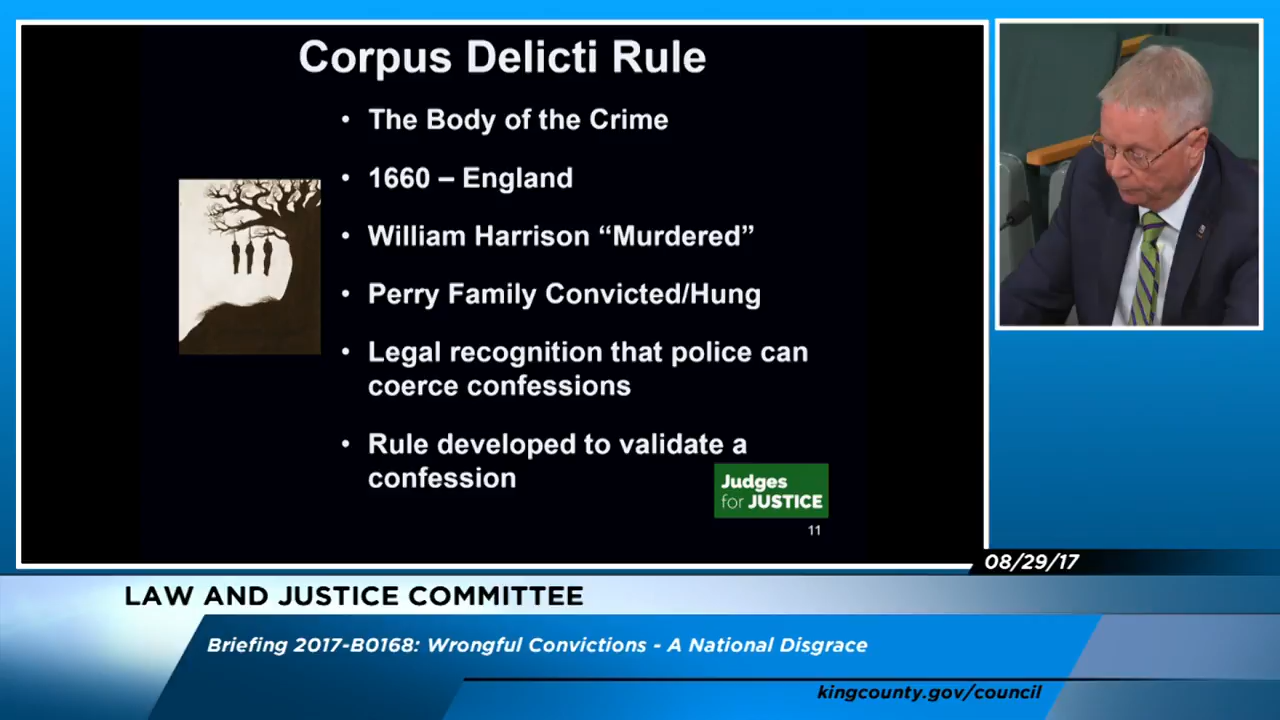 Corpus Delicti Rule
• The Body of the Crime
• 1660 – England
• William Harrison “Murdered”
• Perry Family Convicted/Hung
• Legal recognition that police can
coerce confessions
• Rule developed to validate a
confession
Judges
for JUSTICE
11
08/29/17
LAW AND JUSTICE COMMITTEE
Briefing 2017-B0168: Wrongful Convictions - A National Disgrace
kingcounty.gov/council